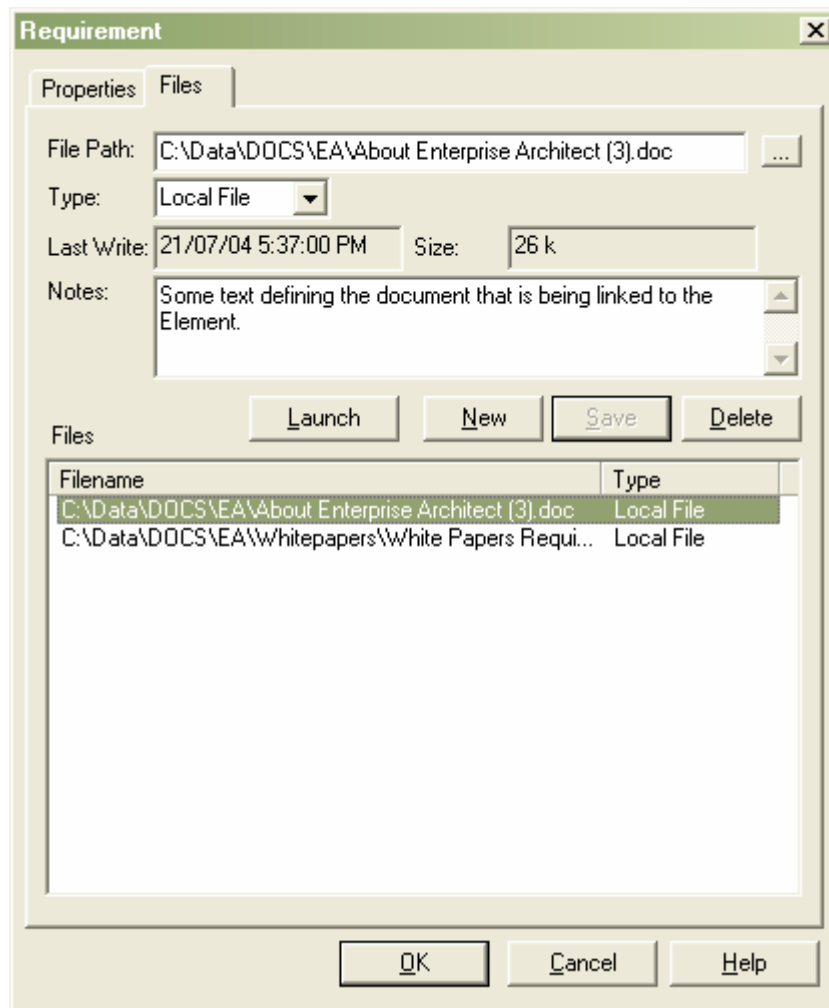 Requirement
Properties Files
File Path: C:\Data\DOCS\EA\About Enterprise Architect (3).doc ...
Type: Local File
Last Write: 21/07/04 5:37:00 PM Size: 26 k
Notes: Some text defining the document that is being linked to the
Element.
Launch New Save Delete
Files
Filename Type
C:\Data\DOCS\EA\About Enterprise Architect (3).doc Local File
C:\Data\DOCS\EA\Whitepapers\White Papers Requi... Local File
OK Cancel Help